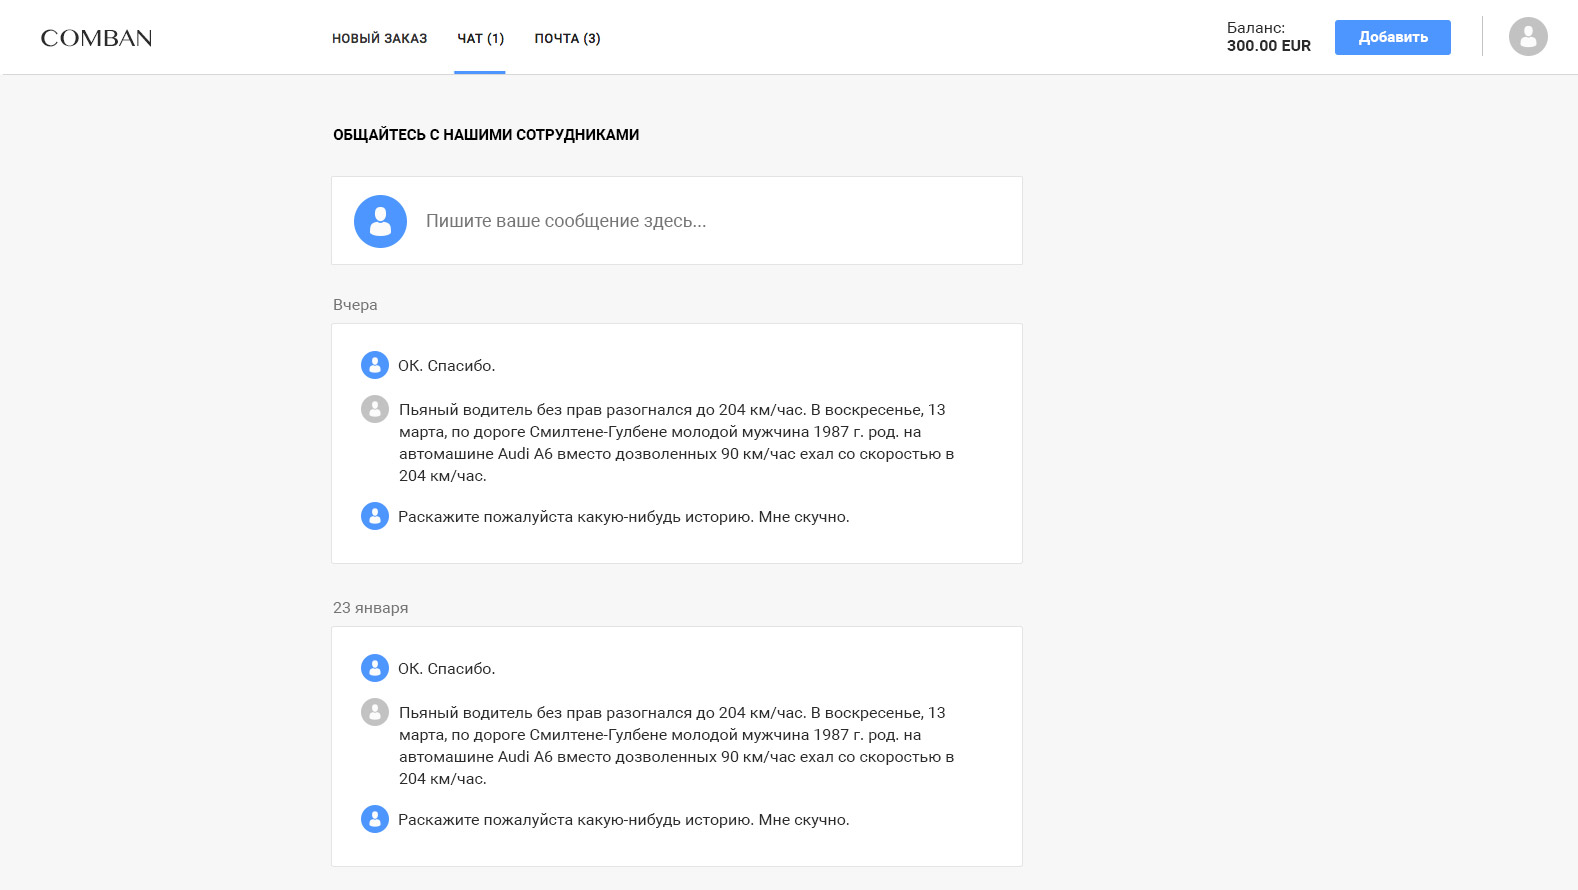 COMBAN
НОВЫЙ ЗАКАЗ
ЧАТ (1)
ПОЧТА (3)
Баланс:
300.00 EUR
Добавить
ОБЩАЙТЕСЬ С НАШИМИ СОТРУДНИКАМИ
Пишите ваше сообщение здесь...
Вчера
ОК. Спасибо.
Пьяный водитель без прав разогнался до 204 км/час. В воскресенье, 13
марта, по дороге Смилтене-Гулбене молодой мужчина 1987 г. род. на
автомашине Audi A6 вместо дозволенных 90 км/час ехал со скоростью в
204 км/час.
Раскажите пожалуйста какую-нибудь историю. Мне скучно.
23 января
ОК. Спасибо.
Пьяный водитель без прав разогнался до 204 км/час. В воскресенье, 13
марта, по дороге Смилтене-Гулбене молодой мужчина 1987 г. род. на
автомашине Audi A6 вместо дозволенных 90 км/час ехал со скоростью в
204 км/час.
Раскажите пожалуйста какую-нибудь историю. Мне скучно.